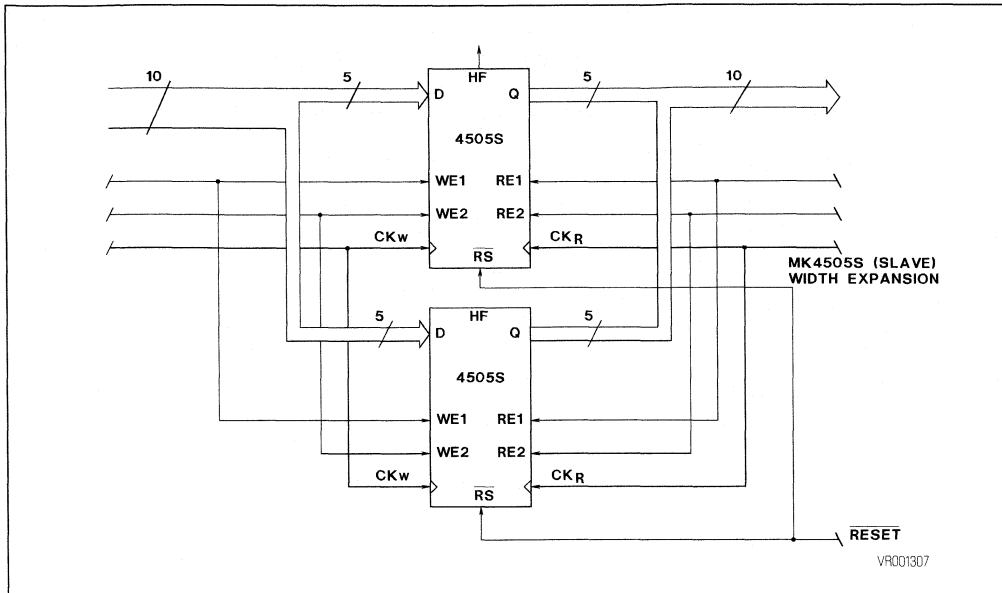 10 5 HF 5 10
D Q
4505S
WE1 RE1
WE2 RE2
CKW CKR
RS
MK4505S (SLAVE)
WIDTH EXPANSION
5 HF 5
D Q
4505S
WE1 RE1
WE2 RE2
CKW CKR
RS
RESET
VR001307